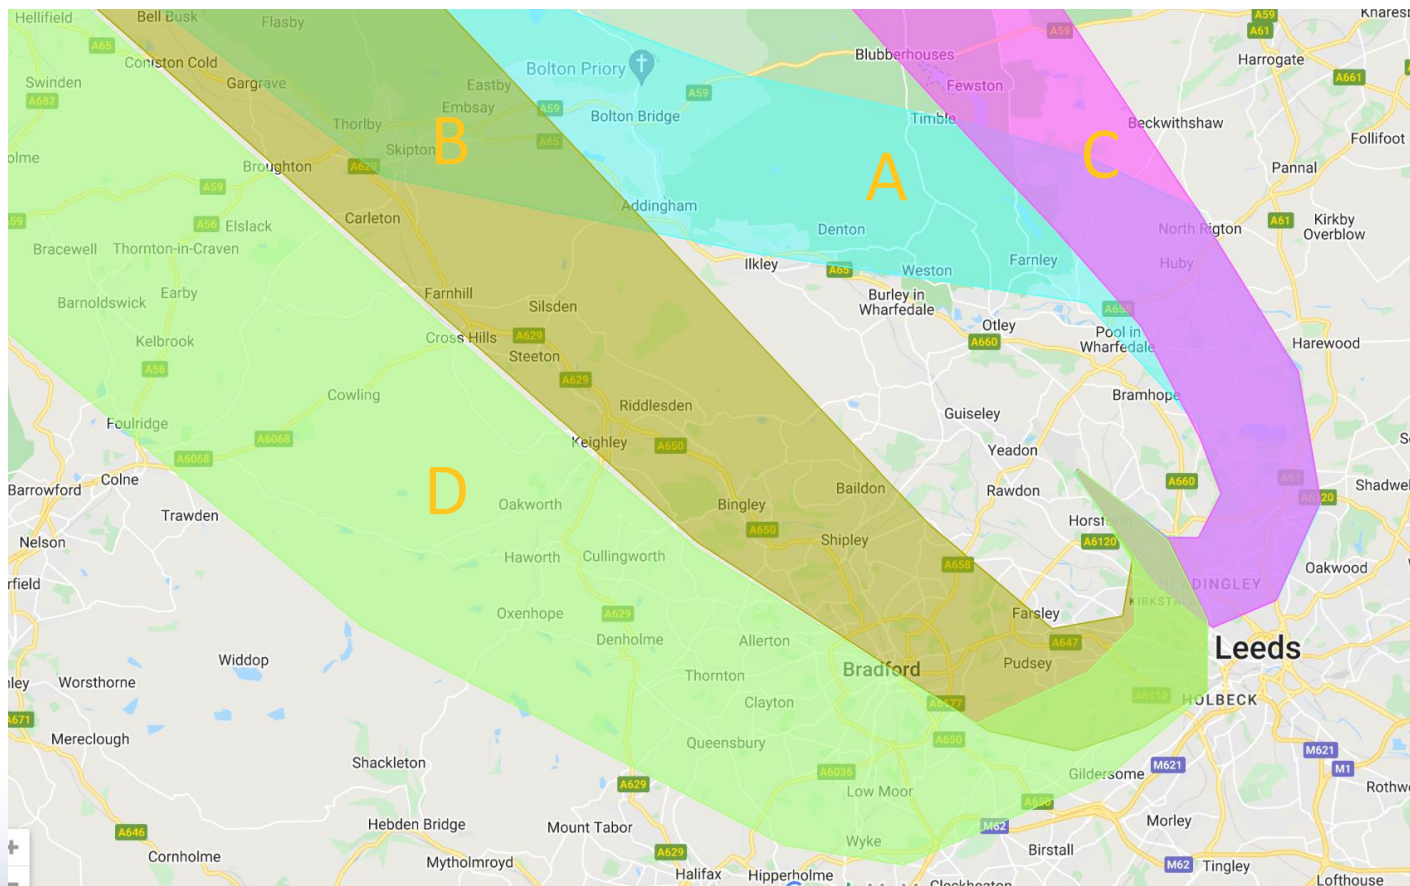 Hellifield
Bell Busk
Flasby
A59
A61
A65
Coniston Cold
Blubberhouses
A59
Harrogate
Swinden
A682
Gargrave
Eastby
Bolton Priory
Fewston
A661
A59
Embsay
A59
Bolton Bridge
Thorlby
B
Timble
Beckwithshaw
Skipton
A65
Follifoot
C
Broughton
Pannal
A59
A
Carleton
Addingham
A56
Elslack
Denton
North Rigton
A61
Kirkby
Overblow
Bracewell
Thornton-in-Craven
Ilkley
A65
Weston
Farnley
Huby
Barnoldswick
Earby
Farnhill
Silsden
Burley in
Wharfedale
Otley
A660
Pool in
Wharfedale
Harewood
Kelbrook
Cross Hills
A629
Steeton
A56
A629
Cowling
Riddlesden
Guiseley
Bramhope
Foulridge
A6068
Keighley
A650
Yeadon
A6068
Colne
D
Barrowford
Oakworth
Bingley
Baildon
Rawdon
A660
A61
A6120
Trawden
A650
Nelson
Shipley
A6120
Haworth
Cullingworth
A658
Oakwood
HEADINGLEY
Oxenhope
A629
Farsley
Denholme
Allerton
A647
Leeds
Widdop
Bradford
Pudsey
Worsthorne
Thornton
A6110
HOLBECK
Clayton
A6177
A671
Mereclough
Queensbury
A650
M621
Shackleton
A6036
Gildersome
M621
M1
A629
Low Moor
A650
Hebden Bridge
Mount Tabor
M62
Morley
A646
Wyke
Cornholme
Mytholmroyd
A629
Birstall
M62
Tingley
Halifax
Hipperholme
Cleckheaton
Lofthouse